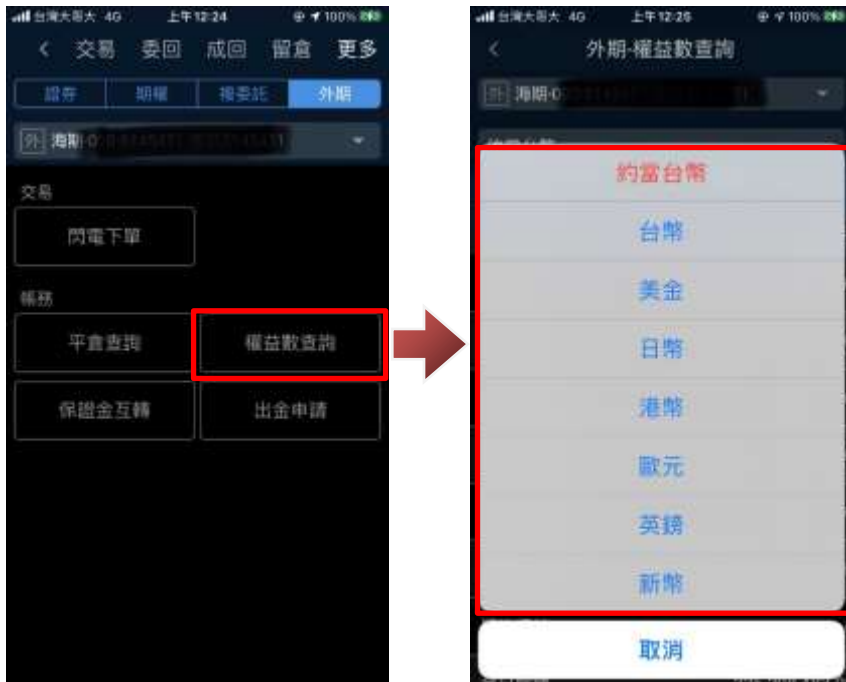 台灣大哥大 4G 上午12:24 100%
交易 委回 成回 留倉 更多
證券 期權 複委託 外期
外 海期-0
交易
閃電下單
帳務
平倉查詢 權益數查詢
保證金互轉 出金申請
台灣大哥大 4G 上午12:26 100%
外期-權益數查詢
外 海期-0
約當台幣
台幣
美金
日幣
港幣
歐元
英鎊
新幣
取消